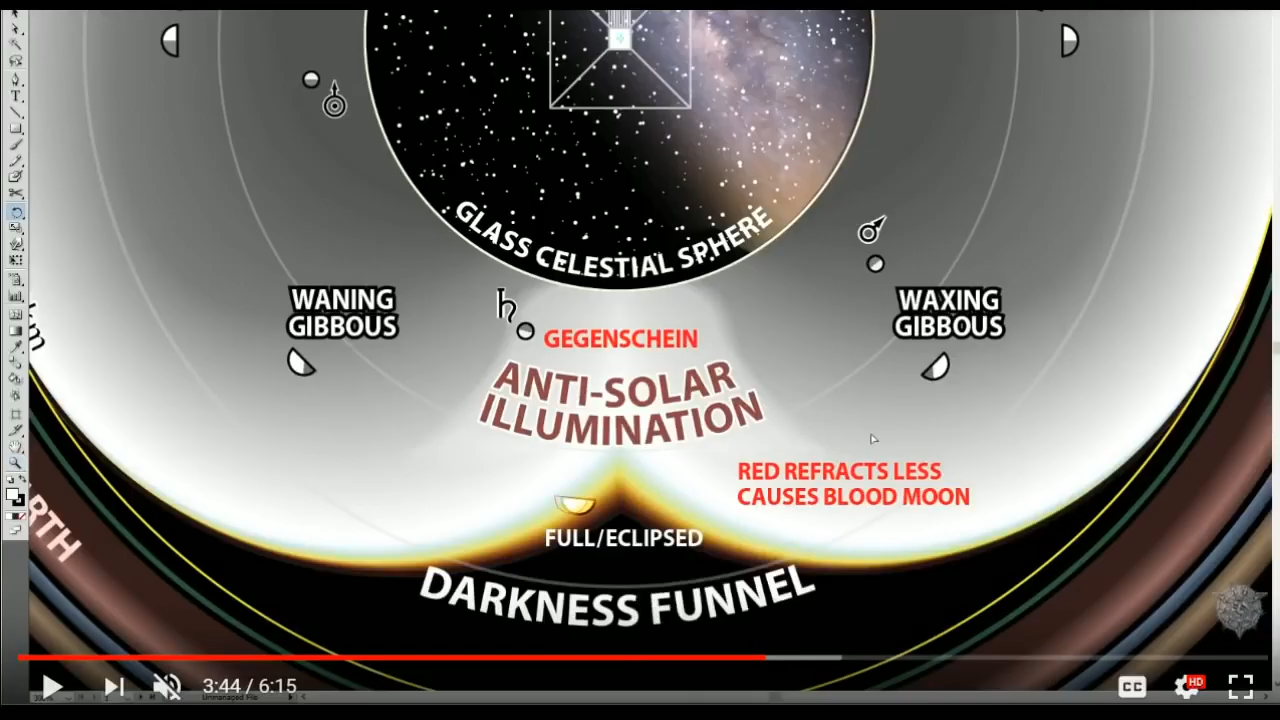 GLASS CELESTIAL SPHERE
WANING
GIBBOUS
WAXING
GIBBOUS
GEGENSCHEIN
ANTI-SOLAR
ILLUMINATION
RED REFRACTS LESS
CAUSES BLOOD MOON
FULL/ECLIPSED
RTH
DARKNESS FUNNEL
3:44 / 6:15
CC
HD